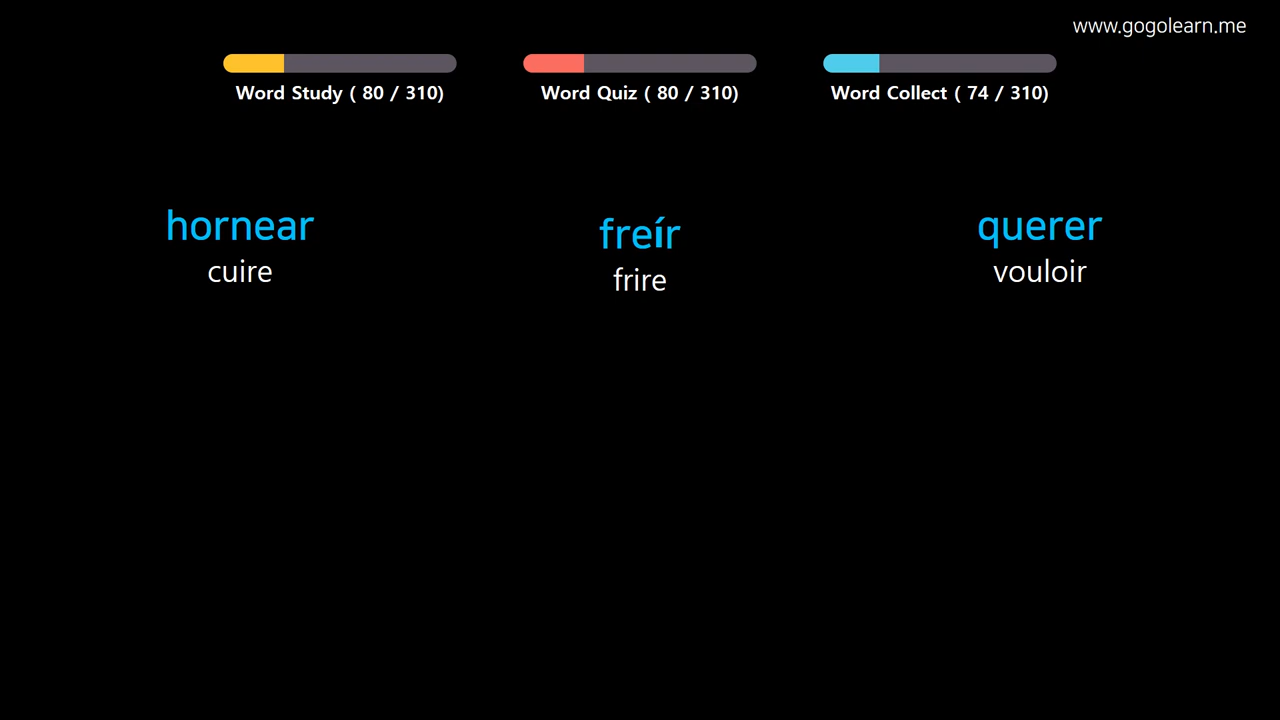 www.gogolearn.me
Word Study ( 80 / 310)
Word Quiz ( 80 / 310)
Word Collect ( 74 / 310)
hornear
cuire
freír
frire
querer
vouloir